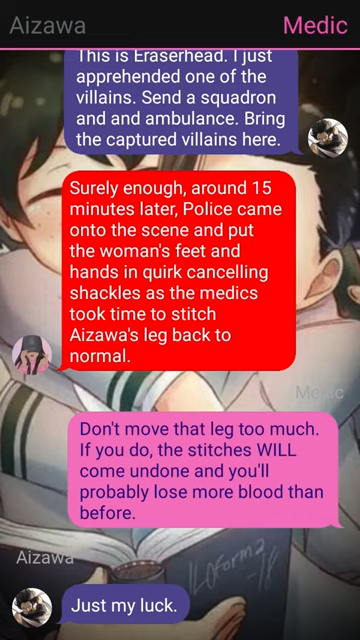 Aizawa
Medic
This is Eraserhead. I just
apprehended one of the
villains. Send a squadron
and and ambulance. Bring
the captured villains here.
Surely enough, around 15
minutes later, Police came
onto the scene and put
the woman's feet and
hands in quirk cancelling
shackles as the medics
took time to stitch
Aizawa's leg back to
normal.
Medic
Don't move that leg too much.
If you do, the stitches WILL
come undone and you'll
probably lose more blood than
before.
Aizawa
Just my luck.